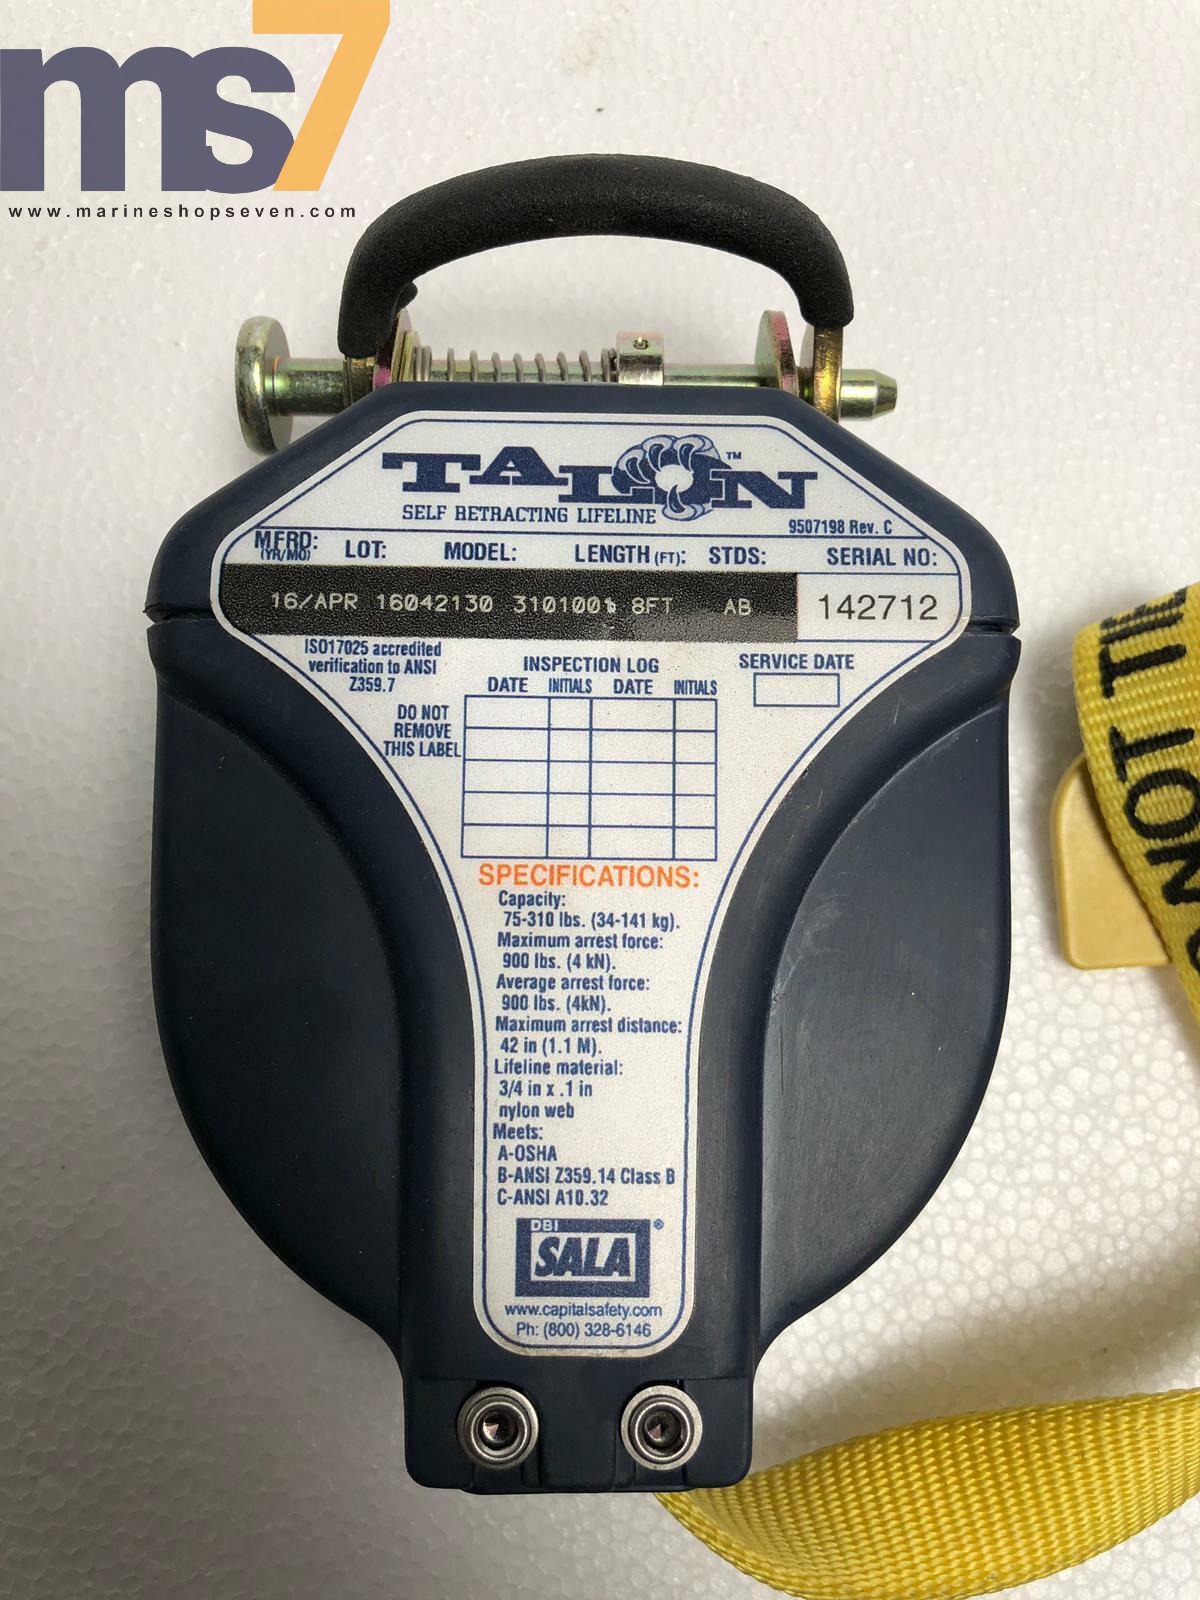 ms7
www.marineshopseven.com
TALON™
SELF RETRACTING LIFELINE
9507198 Rev. C
MFRD: LOT: MODEL: LENGTH (FT): STDS: SERIAL NO:
(YR/MO)
16/APR 16042130 3101001 8FT AB 142712
ISO17025 accredited
verification to ANSI
Z359.7
INSPECTION LOG
DATE INITIALS DATE INITIALS
SERVICE DATE
DO NOT
REMOVE
THIS LABEL
SPECIFICATIONS:
Capacity:
75-310 lbs. (34-141 kg).
Maximum arrest force:
900 lbs. (4 kN).
Average arrest force:
900 lbs. (4kN).
Maximum arrest distance:
42 in (1.1 M).
Lifeline material:
3/4 in x .1 in
nylon web
Meets:
A-OSHA
B-ANSI Z359.14 Class B
C-ANSI A10.32
DBI
SALA®
www.capitalsafety.com
Ph: (800) 328-6146
NOT